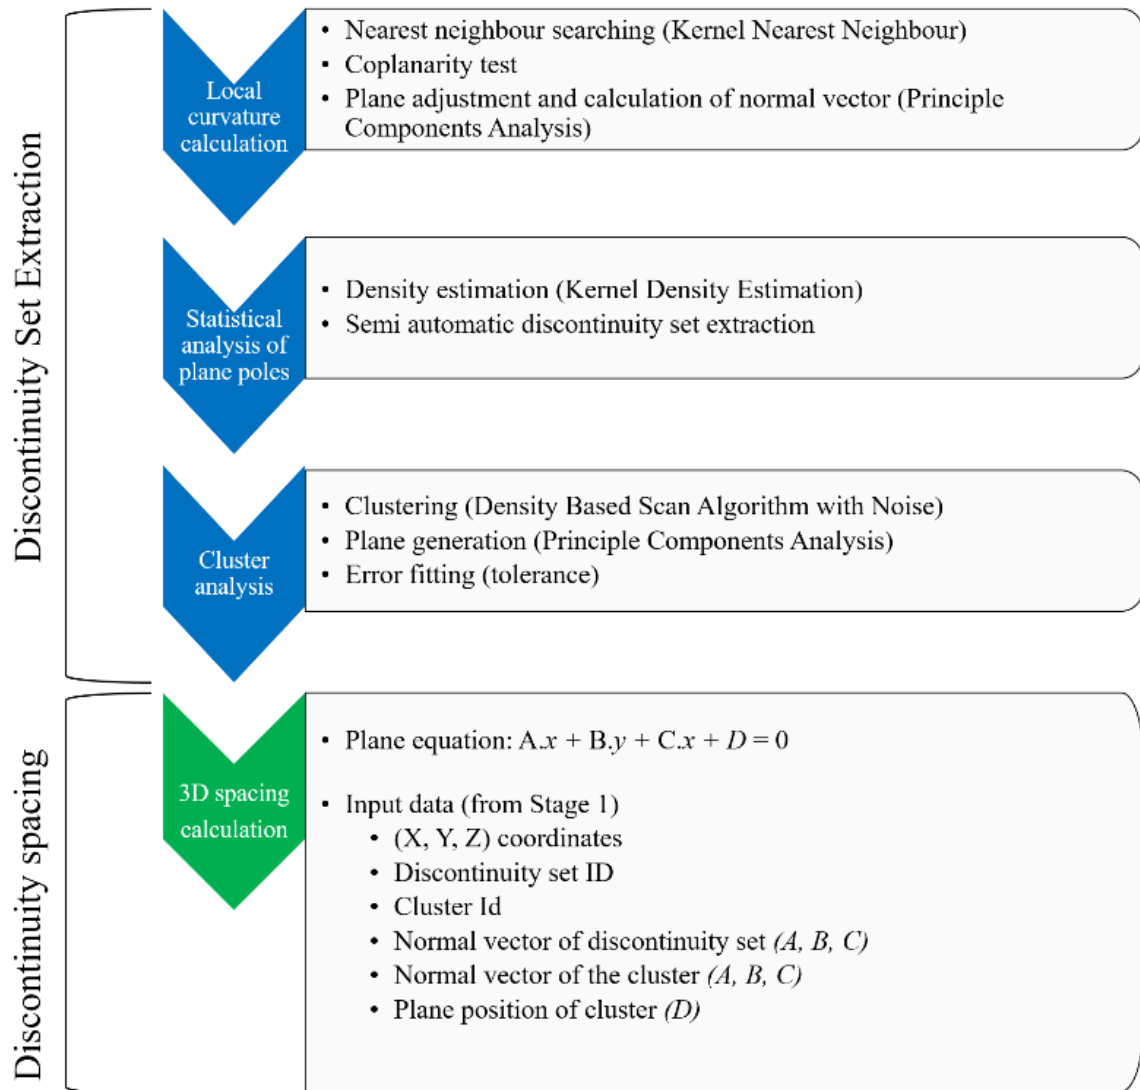 Discontinuity Set Extraction
Local
curvature
calculation
• Nearest neighbour searching (Kernel Nearest Neighbour)
• Coplanarity test
• Plane adjustment and calculation of normal vector (Principle
Components Analysis)
Statistical
analysis of
plane poles
• Density estimation (Kernel Density Estimation)
• Semi automatic discontinuity set extraction
Cluster
analysis
• Clustering (Density Based Scan Algorithm with Noise)
• Plane generation (Principle Components Analysis)
• Error fitting (tolerance)
Discontinuity spacing
3D spacing
calculation
• Plane equation: A.x + B.y + C.x + D = 0
• Input data (from Stage 1)
• (X, Y, Z) coordinates
• Discontinuity set ID
• Cluster Id
• Normal vector of discontinuity set (A, B, C)
• Normal vector of the cluster (A, B, C)
• Plane position of cluster (D)